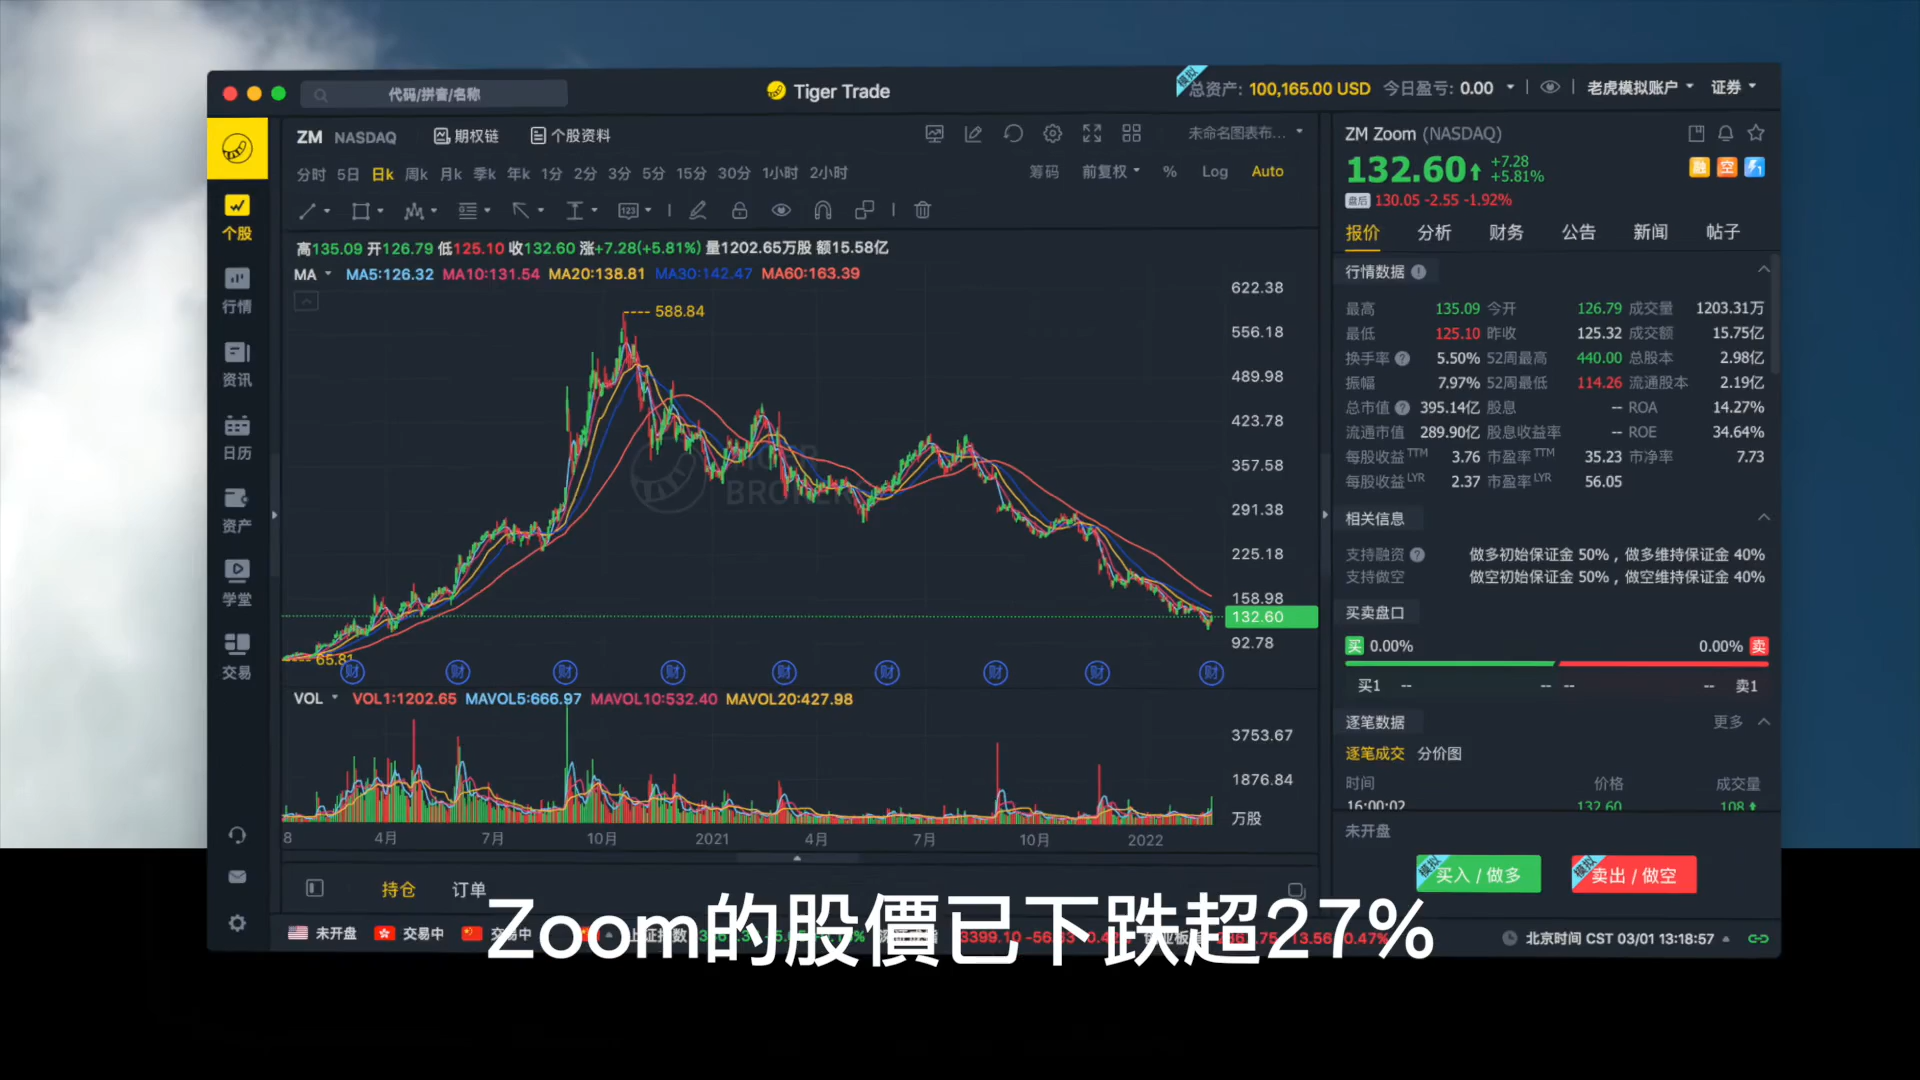 代码/拼音/名称
Tiger Trade
模拟
总资产: 100,165.00 USD 今日盈亏: 0.00
老虎模拟账户
证券
ZM NASDAQ 期权链 个股资料
未命名图表布...
分时 5日 日k 周k 月k 季k 年k 1分 2分 3分 5分 15分 30分 1小时 2小时
筹码 前复权 % Log Auto
高135.09 开126.79 低125.10 收132.60 涨+7.28(+5.81%) 量1202.65万股 额15.58亿
MA MA5:126.32 MA10:131.54 MA20:138.81 MA30:142.47 MA60:163.39
588.84
65.81
622.38
556.18
489.98
423.78
357.58
291.38
225.18
158.98
132.60
92.78
财 财 财 财 财 财 财 财 财
VOL VOL1:1202.65 MAVOL5:666.97 MAVOL10:532.40 MAVOL20:427.98
3753.67
1876.84
万股
8 4月 7月 10月 2021 4月 7月 10月 2022
持仓 订单
个股
行情
资讯
日历
资产
学堂
交易
ZM Zoom (NASDAQ)
132.60 +7.28 +5.81%
融 空
盘后 130.05 -2.55 -1.92%
报价 分析 财务 公告 新闻 帖子
行情数据
最高 135.09 今开 126.79 成交量 1203.31万
最低 125.10 昨收 125.32 成交额 15.75亿
换手率 5.50% 52周最高 440.00 总股本 2.98亿
振幅 7.97% 52周最低 114.26 流通股本 2.19亿
总市值 395.14亿 股息 -- ROA 14.27%
流通市值 289.90亿 股息收益率 -- ROE 34.64%
每股收益TTM 3.76 市盈率TTM 35.23 市净率 7.73
每股收益LYR 2.37 市盈率LYR 56.05
相关信息
支持融资 做多初始保证金 50%，做多维持保证金 40%
支持做空 做空初始保证金 50%，做空维持保证金 40%
买卖盘口
买 0.00% 0.00% 卖
买1 -- -- -- -- 卖1
逐笔数据 更多
逐笔成交 分价图
时间 价格 成交量
16:00:02 132.60 108
未开盘
模拟 买入 / 做多 模拟 卖出 / 做空
未开盘 交易中 交易中
北京时间 CST 03/01 13:18:57
Zoom的股價已下跌超27%